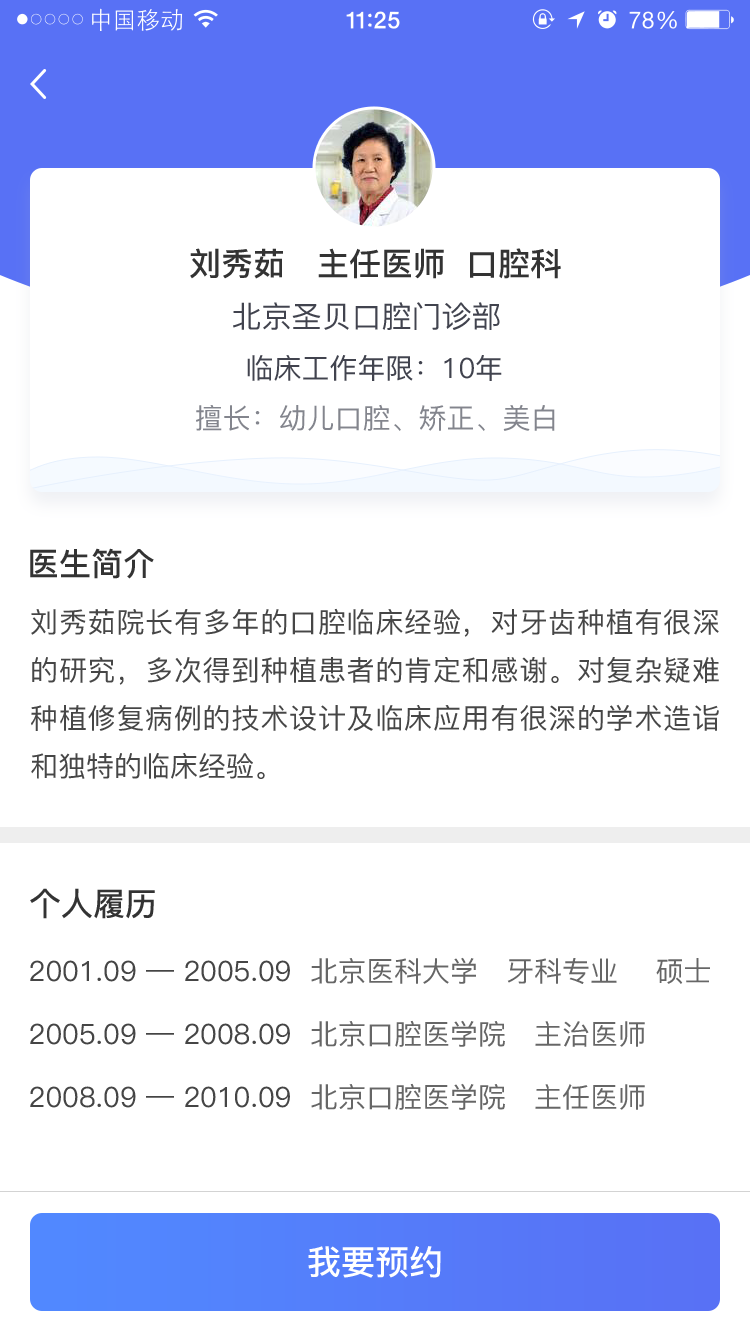 中国移动 11:25 78%
刘秀茹 主任医师 口腔科
北京圣贝口腔门诊部
临床工作年限：10年
擅长：幼儿口腔、矫正、美白
医生简介
刘秀茹院长有多年的口腔临床经验，对牙齿种植有很深
的研究，多次得到种植患者的肯定和感谢。对复杂疑难
种植修复病例的技术设计及临床应用有很深的学术造诣
和独特的临床经验。
个人履历
2001.09 — 2005.09 北京医科大学 牙科专业 硕士
2005.09 — 2008.09 北京口腔医学院 主治医师
2008.09 — 2010.09 北京口腔医学院 主任医师
我要预约